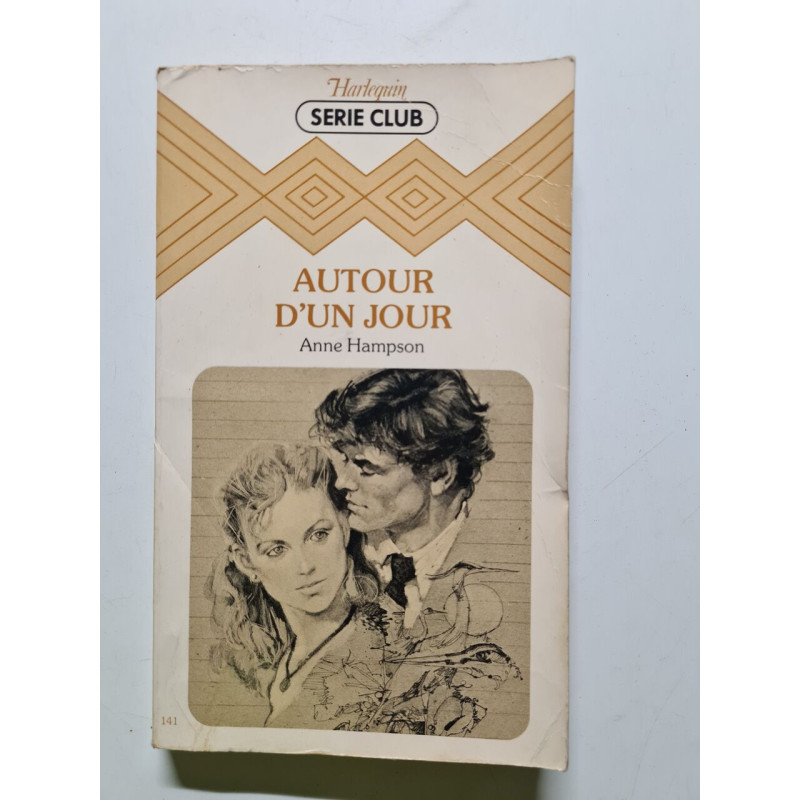 Harlequin
SERIE CLUB
AUTOUR
D'UN JOUR
Anne Hampson
141